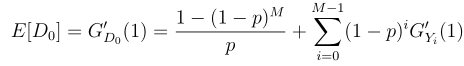 $E[D_0] = G'_{D_0}(1) = \frac{1-(1-p)^M}{p} + \sum_{i=0}^{M-1} (1-p)^i G'_{Y_i}(1)$